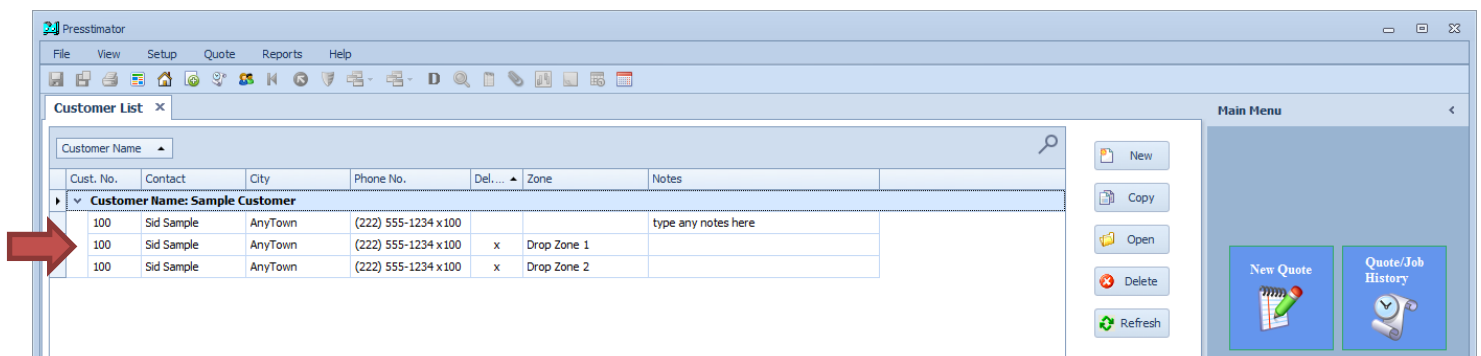 Presstimator
File View Setup Quote Reports Help
D
Customer List ×
Main Menu
Customer Name
New
Cust. No. Contact City Phone No. Del.... Zone Notes
Customer Name: Sample Customer
Copy
100 Sid Sample AnyTown (222) 555-1234 x100 type any notes here
100 Sid Sample AnyTown (222) 555-1234 x100 x Drop Zone 1
Open
100 Sid Sample AnyTown (222) 555-1234 x100 x Drop Zone 2
New Quote
Quote/Job
History
Delete
Refresh